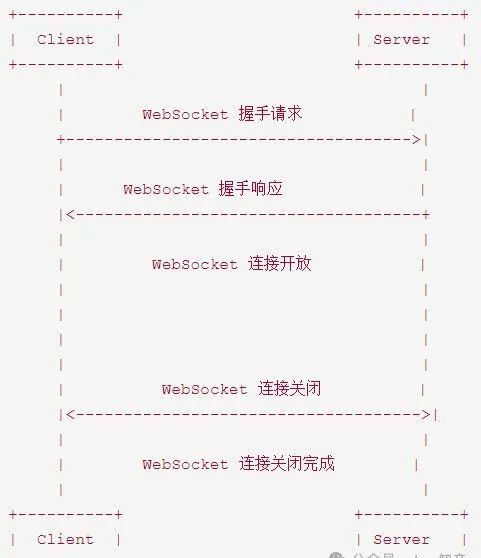 Client Server
WebSocket 握手请求
WebSocket 握手响应
WebSocket 连接开放
WebSocket 连接关闭
WebSocket 连接关闭完成
Client Server